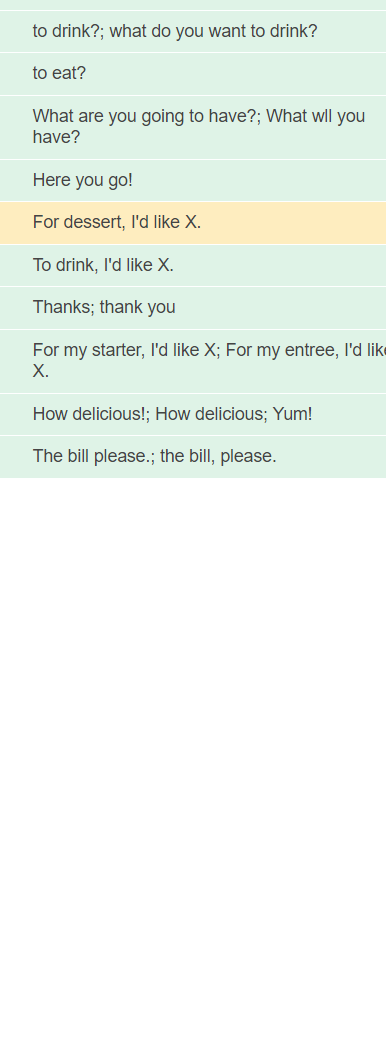 to drink?; what do you want to drink?
to eat?
What are you going to have?; What wll you
have?
Here you go!
For dessert, I'd like X.
To drink, I'd like X.
Thanks; thank you
For my starter, I'd like X; For my entree, I'd like
X.
How delicious!; How delicious; Yum!
The bill please.; the bill, please.